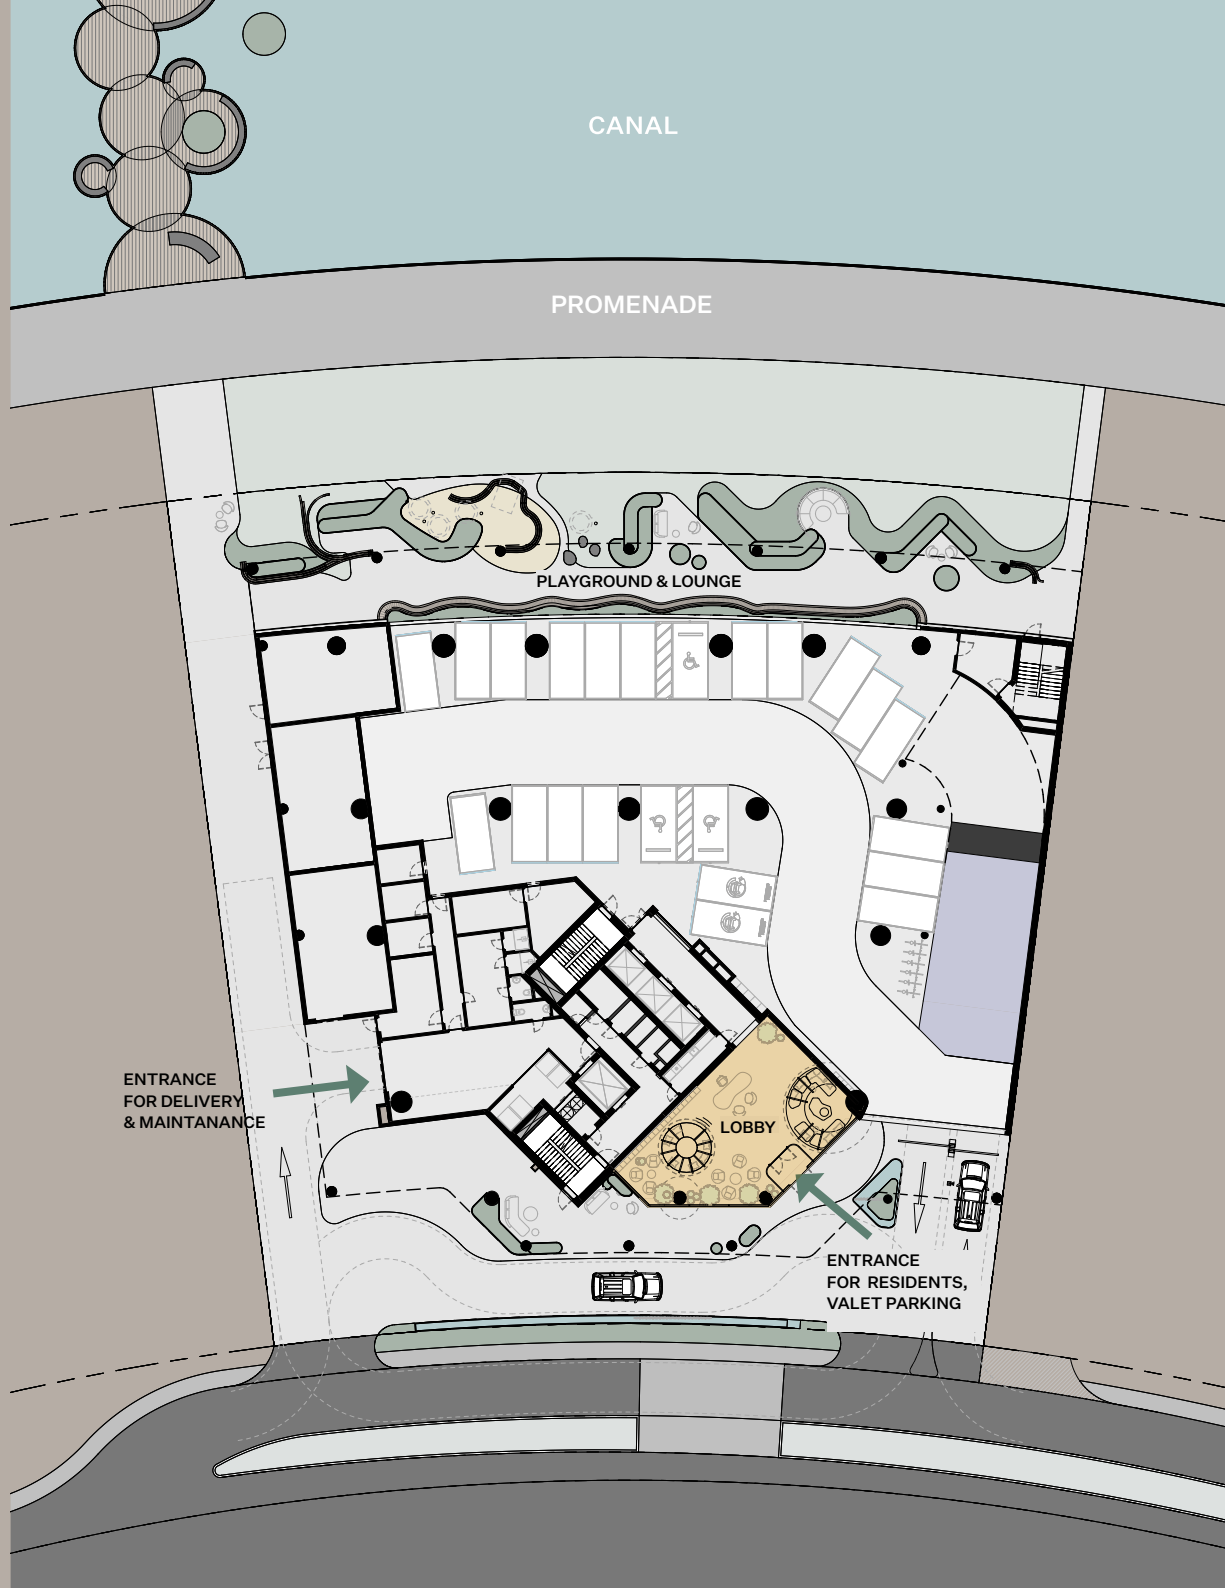 CANAL
PROMENADE
PLAYGROUND & LOUNGE
ENTRANCE
FOR DELIVERY
& MAINTANANCE
LOBBY
ENTRANCE
FOR RESIDENTS,
VALET PARKING